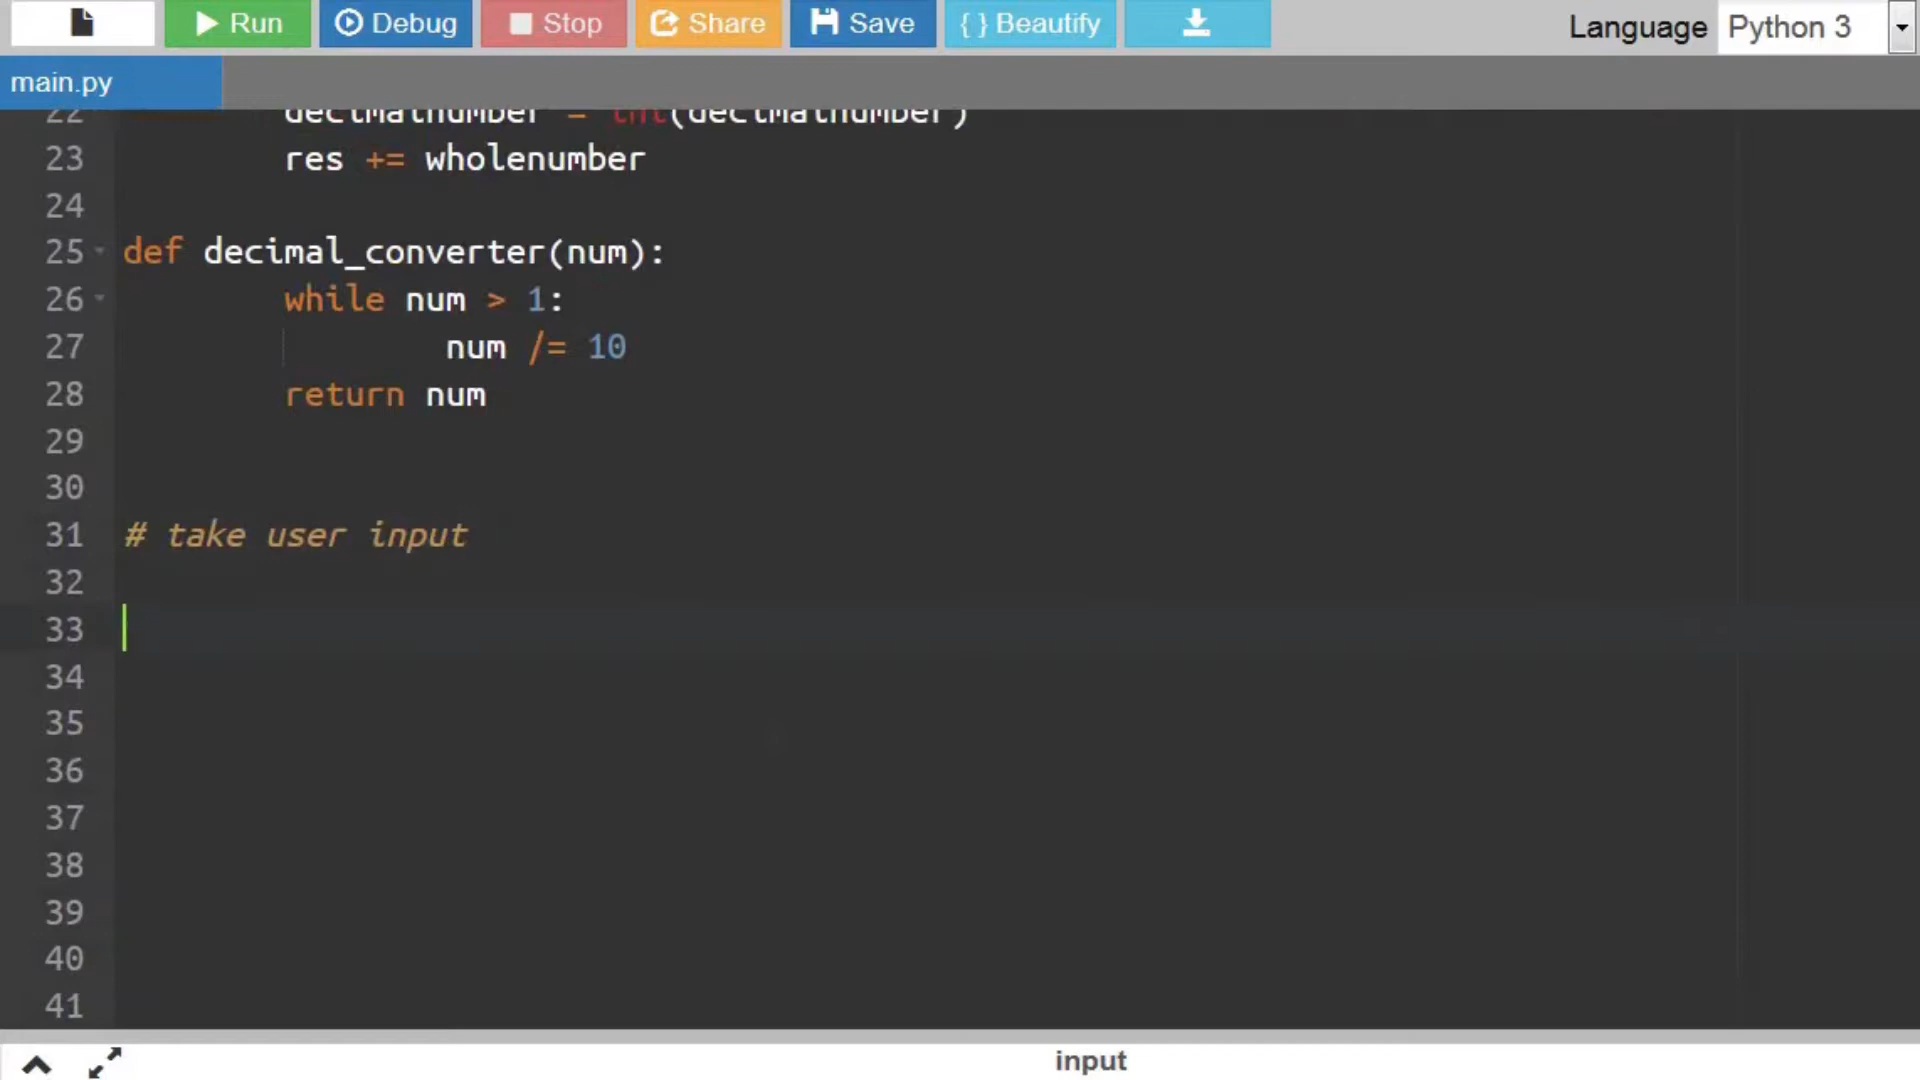 Run Debug Stop Share Save { } Beautify Language Python 3
main.py
22 decimalnumber = int(decimalnumber)
23 res += wholenumber
24
25 def decimal_converter(num):
26 while num > 1:
27 num /= 10
28 return num
29
30
31 # take user input
32
33
34
35
36
37
38
39
40
41
input